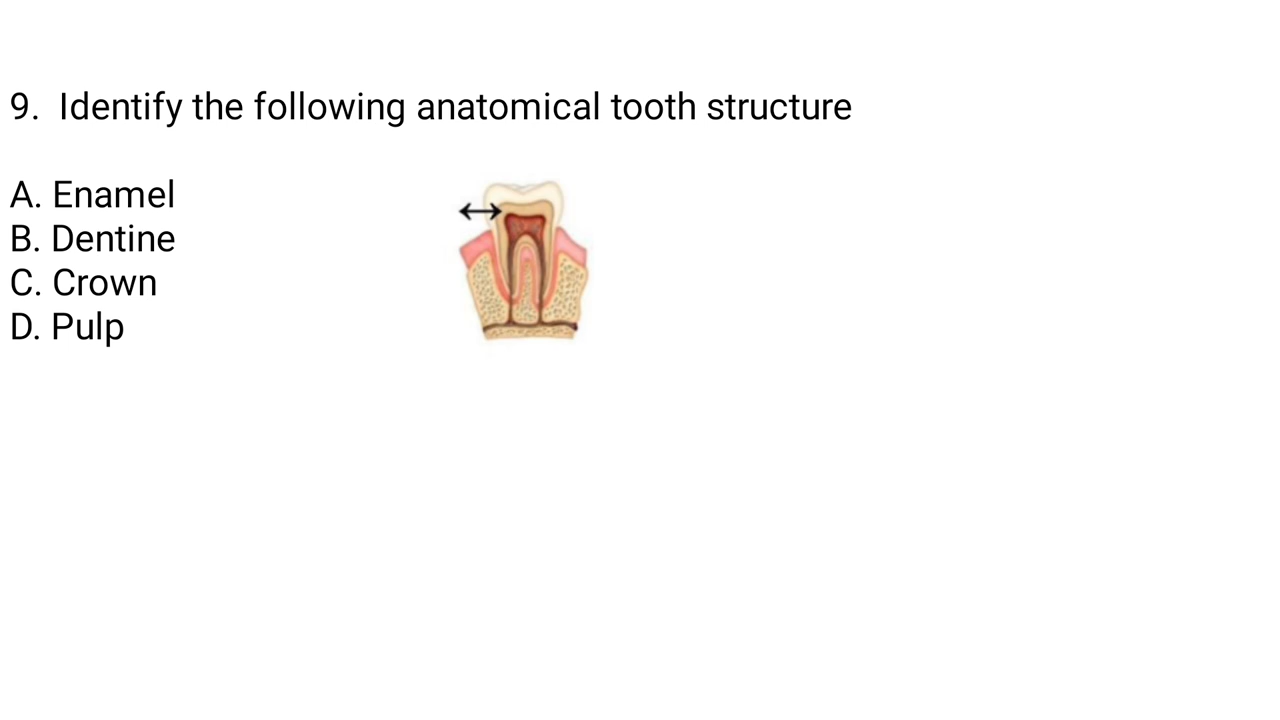 9. Identify the following anatomical tooth structure
A. Enamel
B. Dentine
C. Crown
D. Pulp